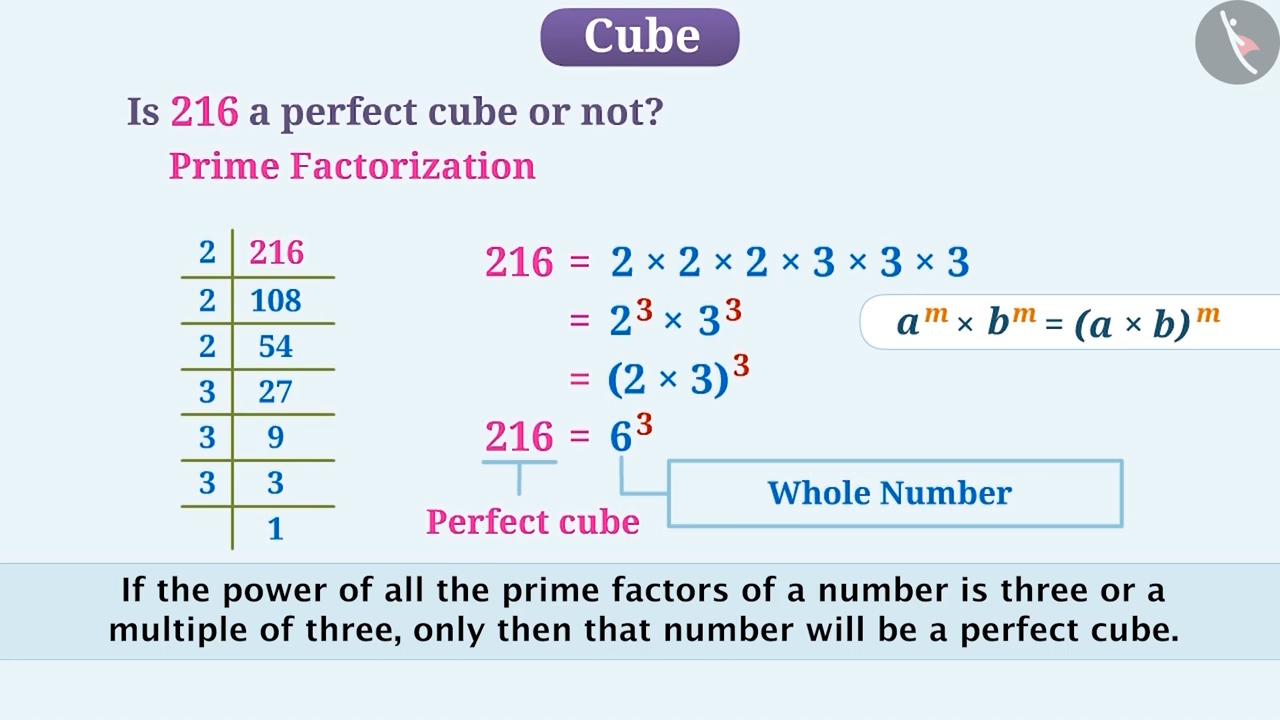 Cube
Is 216 a perfect cube or not?
Prime Factorization
2 216
2 108
2 54
3 27
3 9
3 3
1
216 = 2 × 2 × 2 × 3 × 3 × 3
= 2³ × 3³
aᵐ × bᵐ = (a × b)ᵐ
= (2 × 3)³
216 = 6³
Whole Number
Perfect cube
If the power of all the prime factors of a number is three or a
multiple of three, only then that number will be a perfect cube.